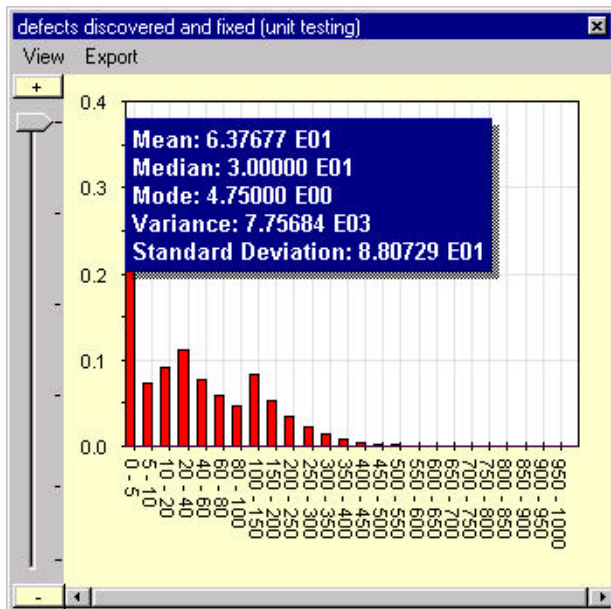 defects discovered and fixed (unit testing)
View Export
+
0.4
0.3
0.2
0.1
0.0
Mean: 6.37677 E01
Median: 3.00000 E01
Mode: 4.75000 E00
Variance: 7.75684 E03
Standard Deviation: 8.80729 E01
0 - 5
5 - 10
10 - 20
20 - 40
40 - 60
60 - 80
80 - 100
100 - 150
150 - 200
200 - 250
250 - 300
300 - 350
350 - 400
400 - 450
450 - 500
500 - 550
550 - 600
600 - 650
650 - 700
700 - 750
750 - 800
800 - 850
850 - 900
900 - 950
950 - 1000
-